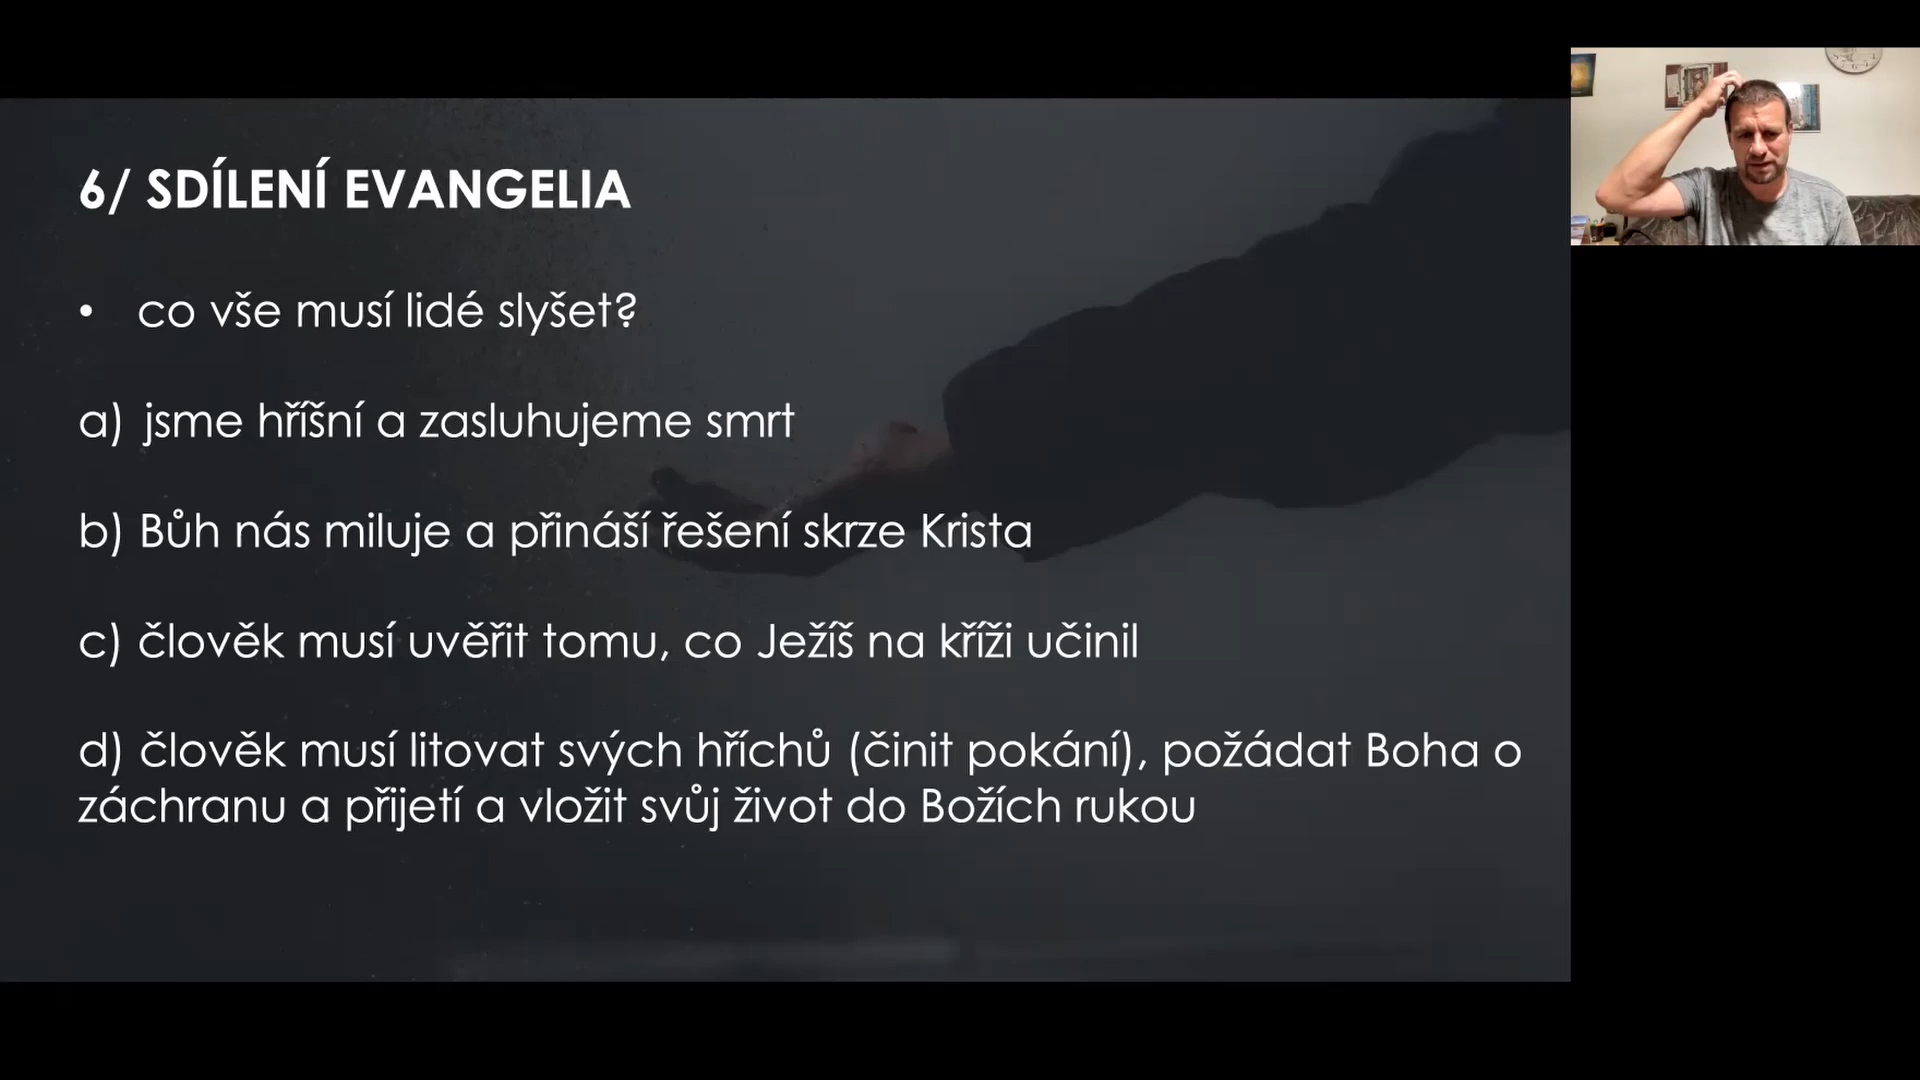 6/ SDÍLENÍ EVANGELIA
• co vše musí lidé slyšet?
a) jsme hříšní a zasluhujeme smrt
b) Bůh nás miluje a přináší řešení skrze Krista
c) člověk musí uvěřit tomu, co Ježíš na kříži učinil
d) člověk musí litovat svých hříchů (činit pokání), požádat Boha o
záchranu a přijetí a vložit svůj život do Božích rukou